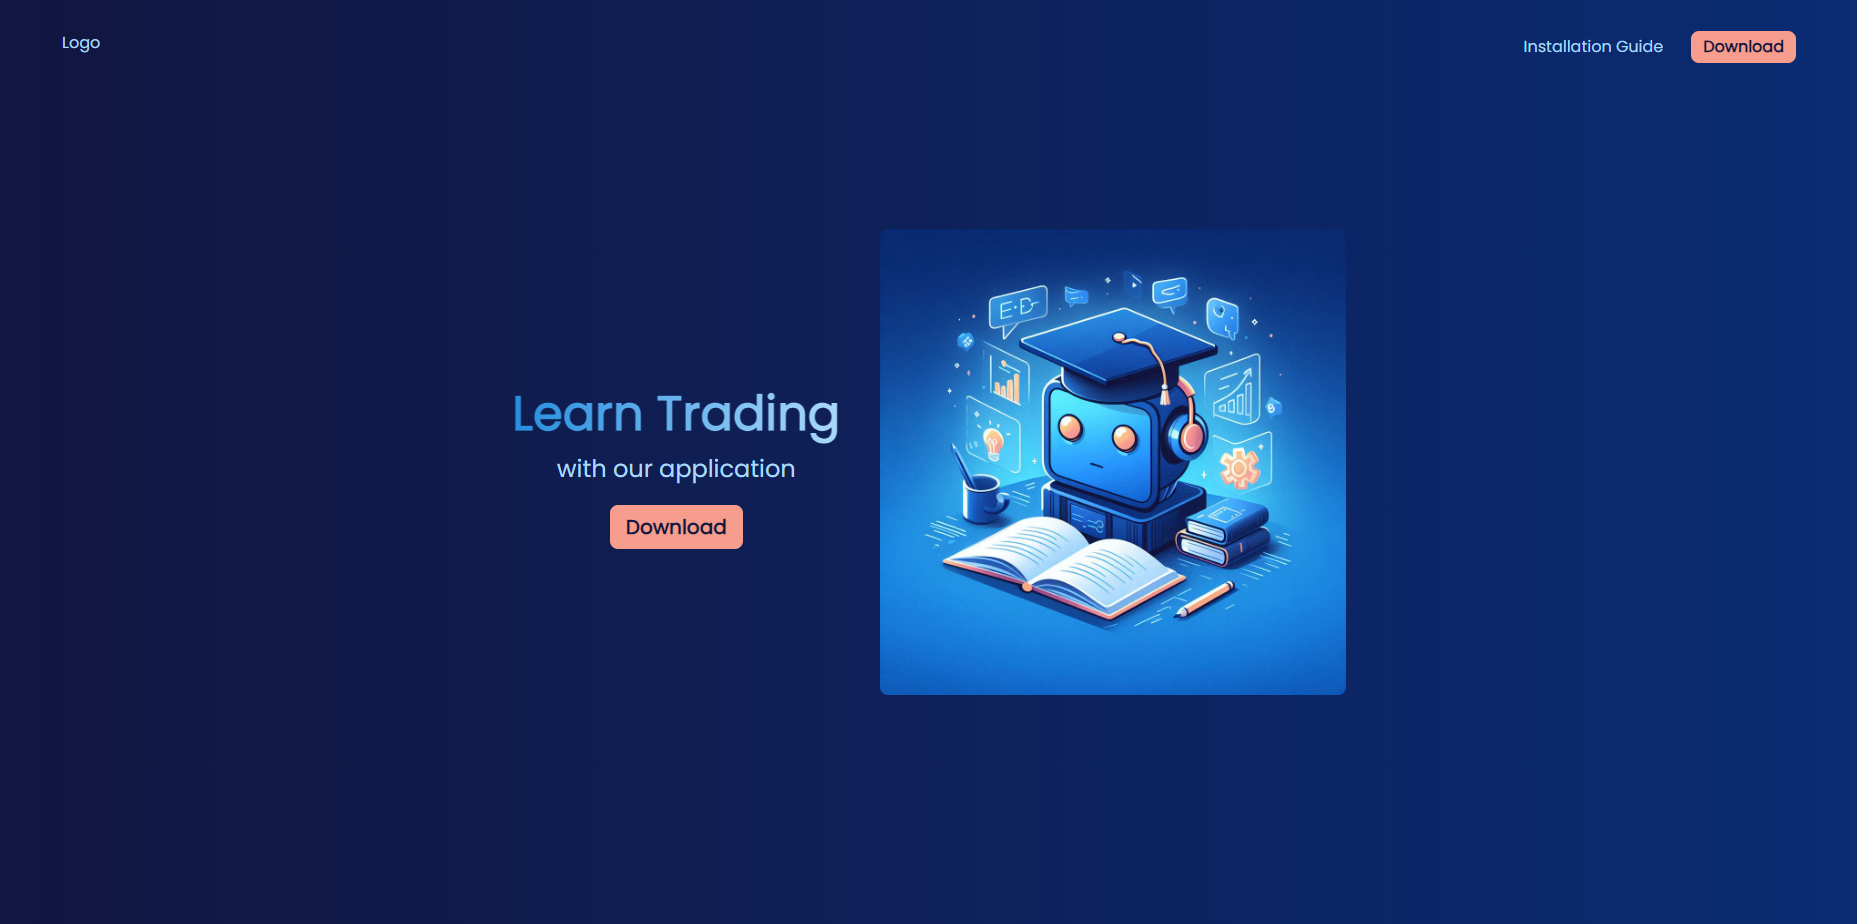 Logo
Installation Guide
Download
Learn Trading
with our application
Download